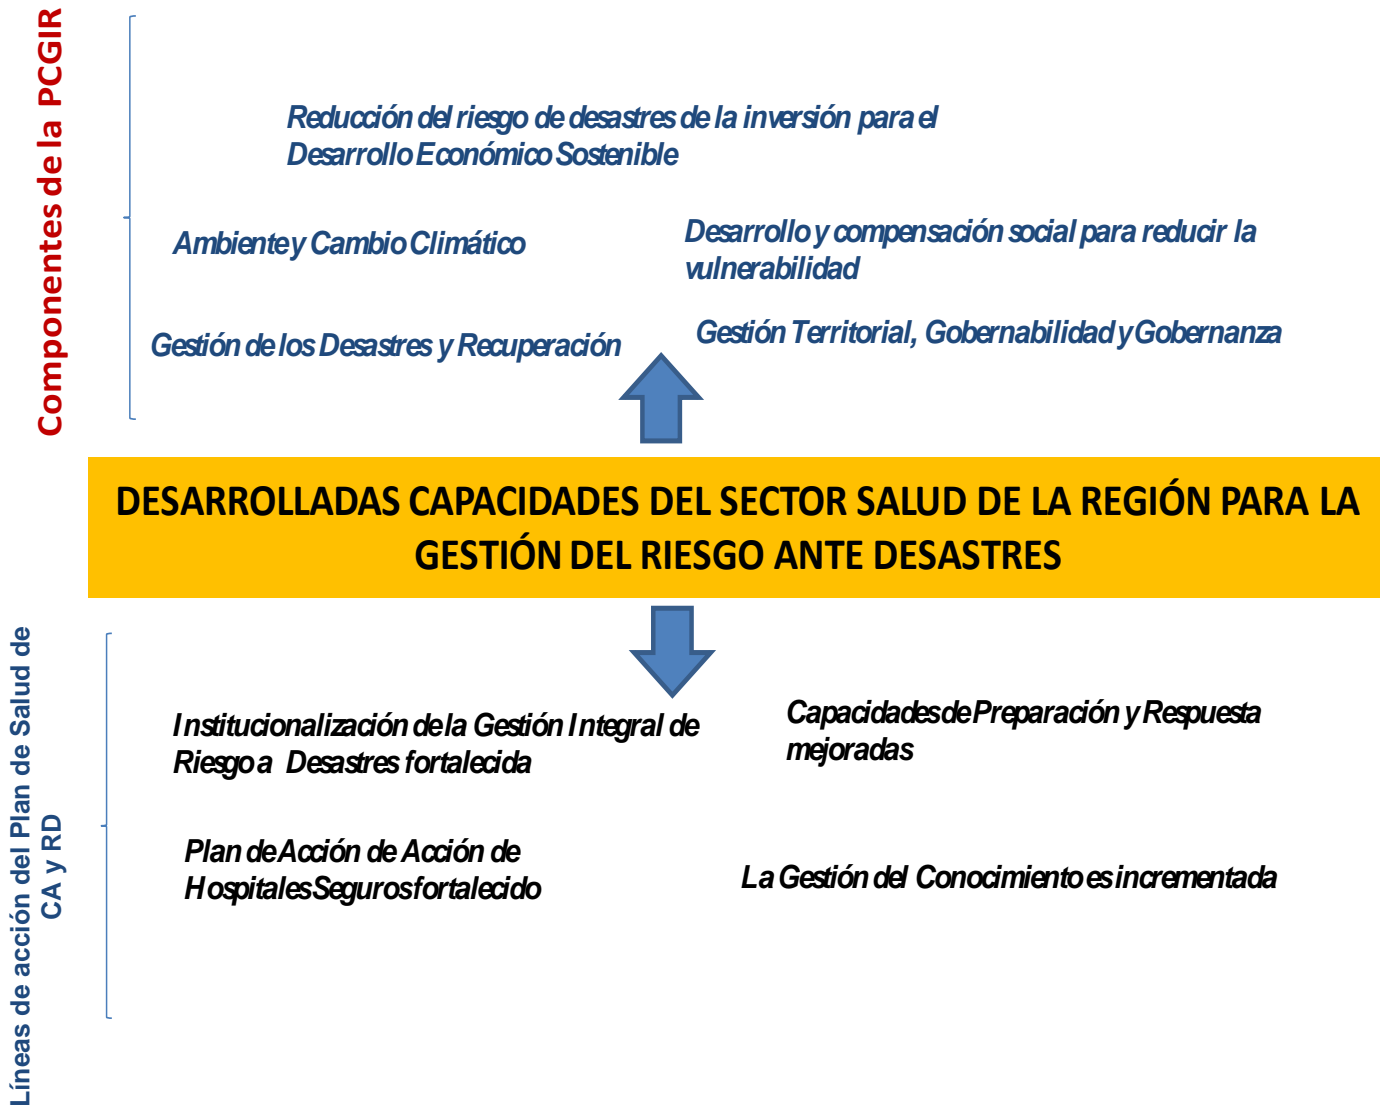 Componentes de la PCGIR
Reducción del riesgo de desastres de la inversión para el
Desarrollo Económico Sostenible
Ambiente y Cambio Climático
Desarrollo y compensación social para reducir la
vulnerabilidad
Gestión de los Desastres y Recuperación
Gestión Territorial, Gobernabilidad y Gobernanza
DESARROLLADAS CAPACIDADES DEL SECTOR SALUD DE LA REGIÓN PARA LA
GESTIÓN DEL RIESGO ANTE DESASTRES
Líneas de acción del Plan de Salud de
CA y RD
Institucionalización de la Gestión Integral de
Riesgo a Desastres fortalecida
Capacidades de Preparación y Respuesta
mejoradas
Plan de Acción de Acción de
Hospitales Seguros fortalecido
La Gestión del Conocimiento es incrementada